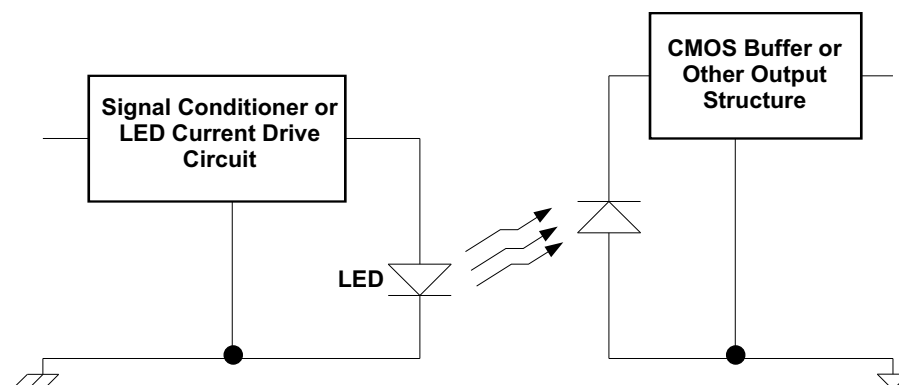 Signal Conditioner or
LED Current Drive
Circuit
LED
CMOS Buffer or
Other Output
Structure